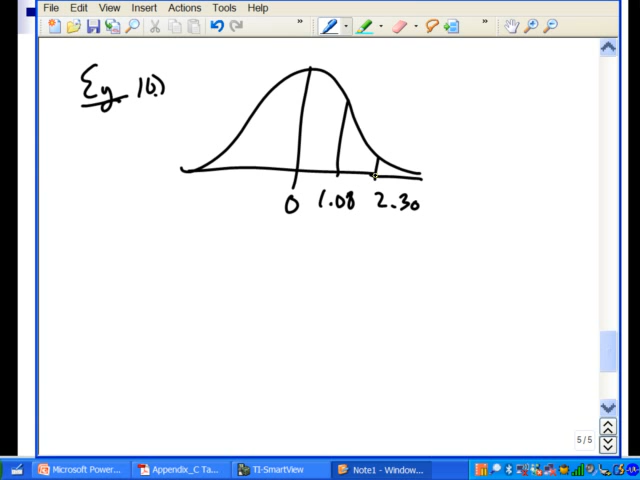 File Edit View Insert Actions Tools Help
» »
Ex. 10)
0 1.08 2.30
5 / 5
Microsoft Power... Appendix_C Ta... TI-SmartView Note1 - Window...